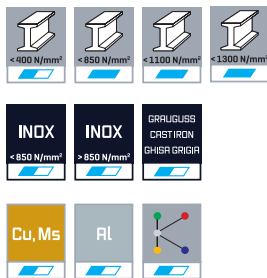 <400 N/mm² <850 N/mm² <1100 N/mm² <1300 N/mm²
INOX INOX GRAUGUSS
CAST IRON
GHISA GRIGIA
<850 N/mm² >850 N/mm²
Cu, Ms Al